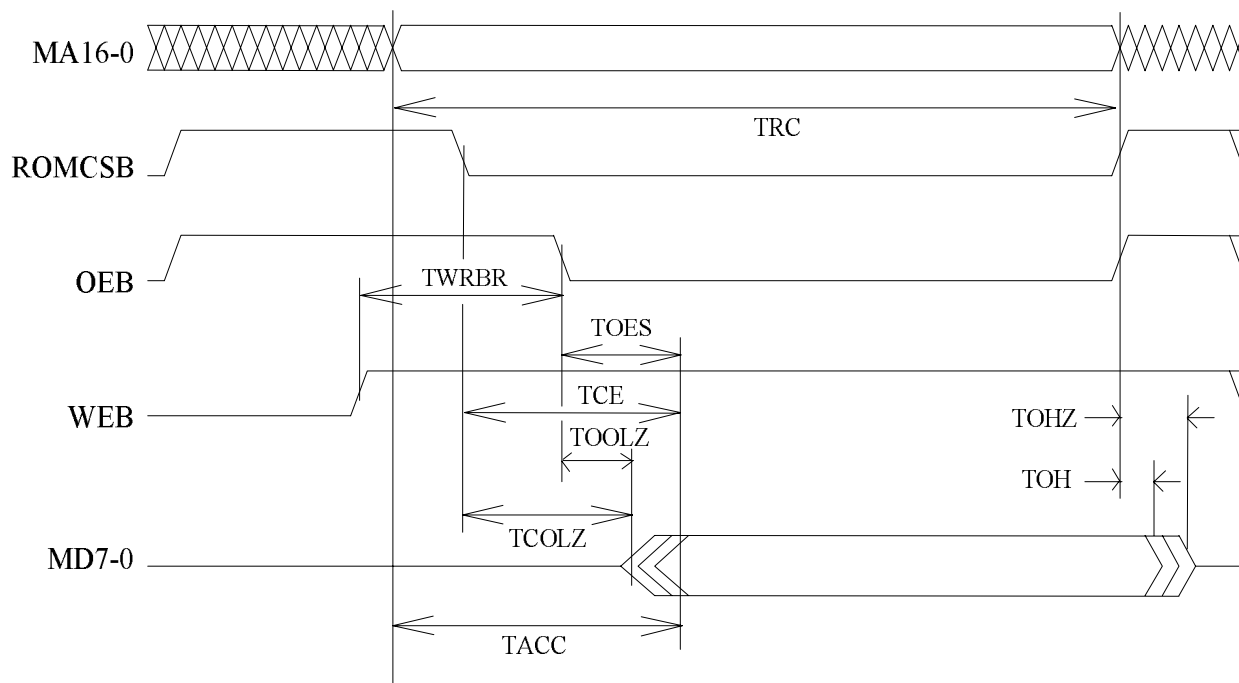 MA16-0
TRC
ROMCSB
OEB
TWRBR
TOES
WEB
TCE
TOHZ
TOOLZ
TOH
TCOLZ
MD7-0
TACC